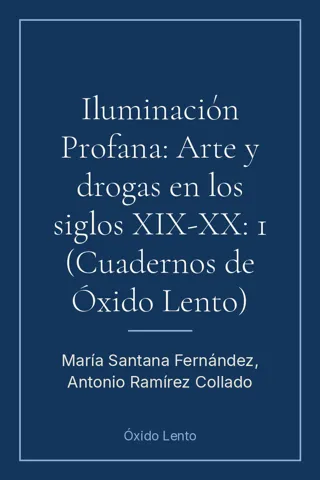 Iluminación
Profana: Arte y
drogas en los
siglos XIX-XX: 1
(Cuadernos de
Óxido Lento)
María Santana Fernández,
Antonio Ramírez Collado
Óxido Lento